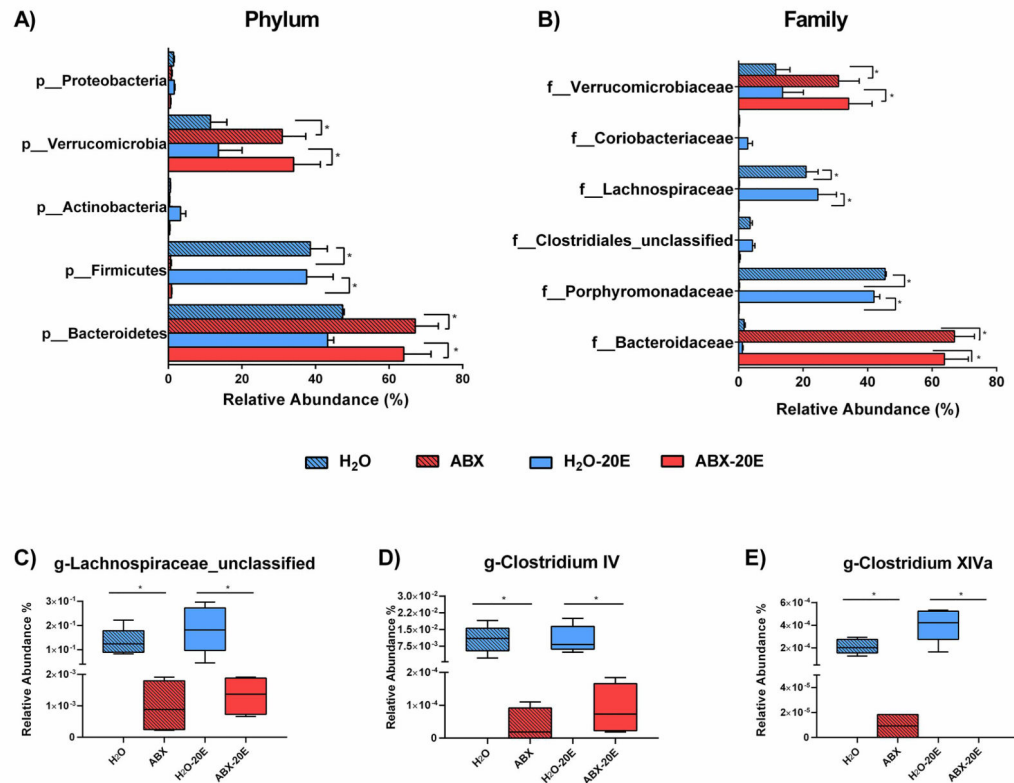 A) Phylum
p__Proteobacteria
p__Verrucomicrobia
p__Actinobacteria
p__Firmicutes
p__Bacteroidetes
* * * * * *
0 20 40 60 80
Relative Abundance (%)
B) Family
f__Verrucomicrobiaceae
f__Coriobacteriaceae
f__Lachnospiraceae
f__Clostridiales_unclassified
f__Porphyromonadaceae
f__Bacteroidaceae
* * * * * * * *
0 20 40 60 80
Relative Abundance (%)
H₂O ABX H₂O-20E ABX-20E
C) g-Lachnospiraceae_unclassified
Relative Abundance %
3×10⁻¹
2×10⁻¹
1×10⁻¹
2×10⁻³
1×10⁻³
0
* *
H₂O ABX H₂O-20E ABX-20E
D) g-Clostridium IV
Relative Abundance %
3.0×10⁻²
2.2×10⁻²
1.5×10⁻²
7.5×10⁻³
2×10⁻⁴
1×10⁻⁴
0
* *
H₂O ABX H₂O-20E ABX-20E
E) g-Clostridium XIVa
Relative Abundance %
6×10⁻⁴
4×10⁻⁴
2×10⁻⁴
4×10⁻⁵
2×10⁻⁵
0
* *
H₂O ABX H₂O-20E ABX-20E